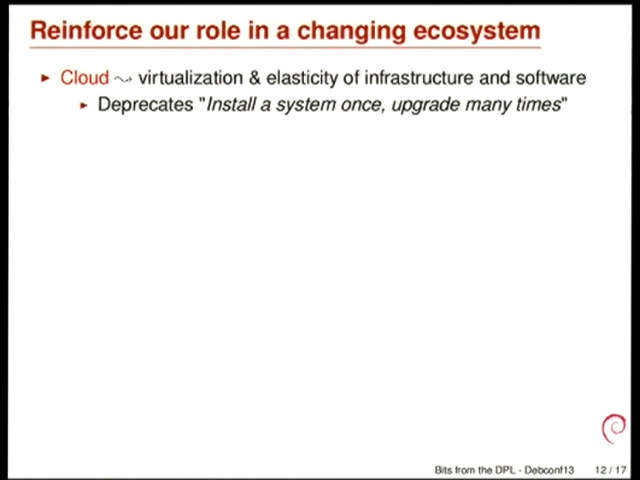 Reinforce our role in a changing ecosystem
Cloud ⤳ virtualization & elasticity of infrastructure and software
Deprecates "Install a system once, upgrade many times"
Bits from the DPL - Debconf13 12 / 17